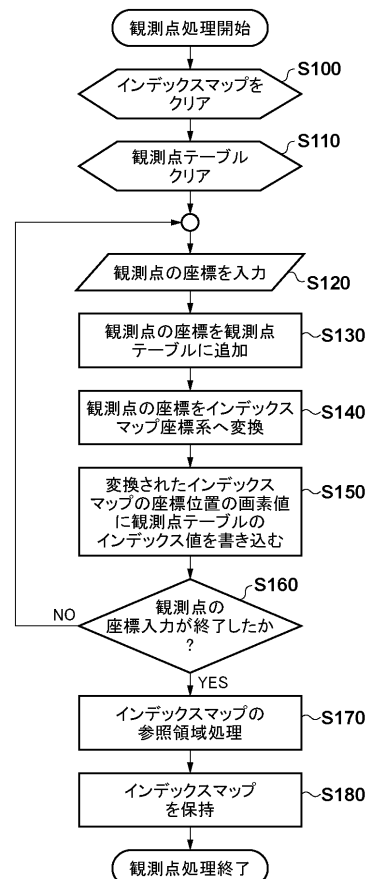 観測点処理開始
S100
インデックスマップを
クリア
S110
観測点テーブル
クリア
観測点の座標を入力
S120
観測点の座標を観測点
テーブルに追加
S130
観測点の座標をインデックス
マップ座標系へ変換
S140
変換されたインデックス
マップの座標位置の画素値
に観測点テーブルの
インデックス値を書き込む
S150
S160
観測点の
座標入力が終了したか
?
NO
YES
インデックスマップの
参照領域処理
S170
インデックスマップ
を保持
S180
観測点処理終了